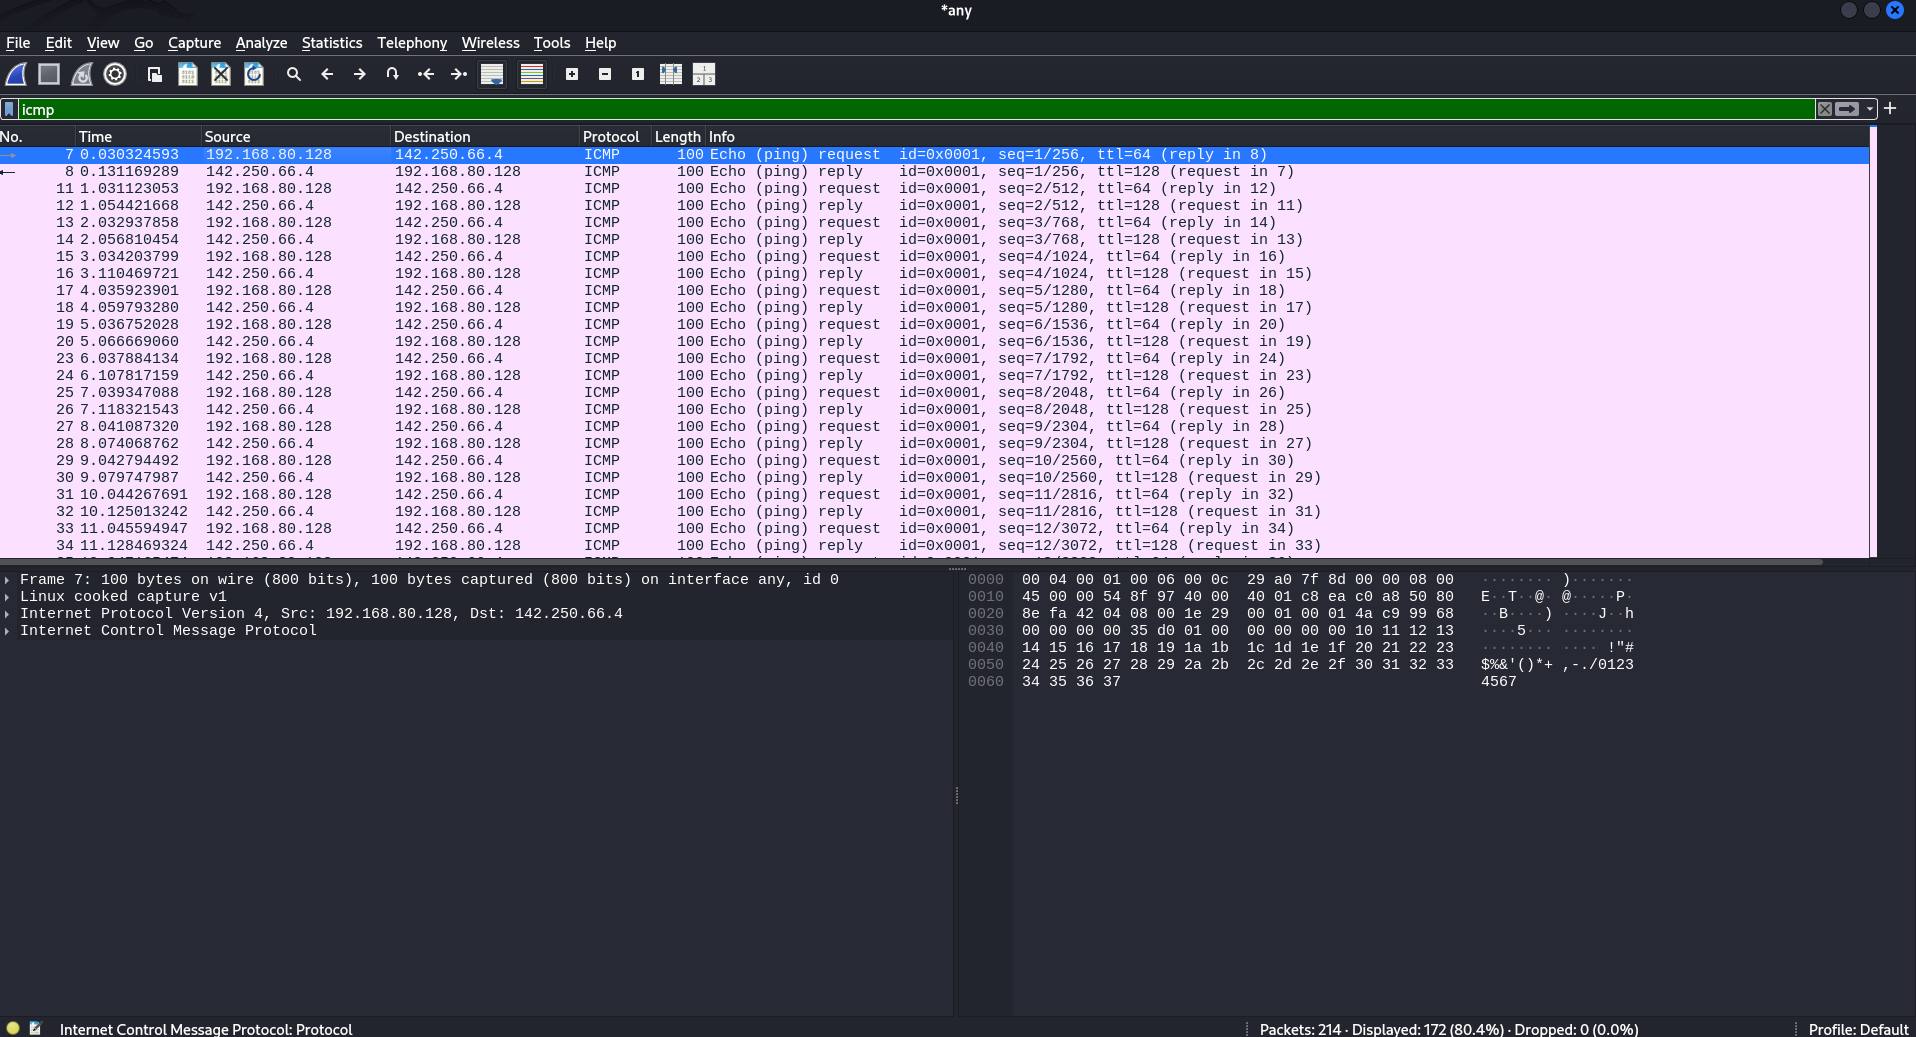 *any
File Edit View Go Capture Analyze Statistics Telephony Wireless Tools Help
icmp
No. Time Source Destination Protocol Length Info
7 0.030324593 192.168.80.128 142.250.66.4 ICMP 100 Echo (ping) request id=0x0001, seq=1/256, ttl=64 (reply in 8)
8 0.131169289 142.250.66.4 192.168.80.128 ICMP 100 Echo (ping) reply id=0x0001, seq=1/256, ttl=128 (request in 7)
11 1.031123053 192.168.80.128 142.250.66.4 ICMP 100 Echo (ping) request id=0x0001, seq=2/512, ttl=64 (reply in 12)
12 1.054421668 142.250.66.4 192.168.80.128 ICMP 100 Echo (ping) reply id=0x0001, seq=2/512, ttl=128 (request in 11)
13 2.032937858 192.168.80.128 142.250.66.4 ICMP 100 Echo (ping) request id=0x0001, seq=3/768, ttl=64 (reply in 14)
14 2.056810454 142.250.66.4 192.168.80.128 ICMP 100 Echo (ping) reply id=0x0001, seq=3/768, ttl=128 (request in 13)
15 3.034203799 192.168.80.128 142.250.66.4 ICMP 100 Echo (ping) request id=0x0001, seq=4/1024, ttl=64 (reply in 16)
16 3.110469721 142.250.66.4 192.168.80.128 ICMP 100 Echo (ping) reply id=0x0001, seq=4/1024, ttl=128 (request in 15)
17 4.035923901 192.168.80.128 142.250.66.4 ICMP 100 Echo (ping) request id=0x0001, seq=5/1280, ttl=64 (reply in 18)
18 4.059793280 142.250.66.4 192.168.80.128 ICMP 100 Echo (ping) reply id=0x0001, seq=5/1280, ttl=128 (request in 17)
19 5.036752028 192.168.80.128 142.250.66.4 ICMP 100 Echo (ping) request id=0x0001, seq=6/1536, ttl=64 (reply in 20)
20 5.066669060 142.250.66.4 192.168.80.128 ICMP 100 Echo (ping) reply id=0x0001, seq=6/1536, ttl=128 (request in 19)
23 6.037884134 192.168.80.128 142.250.66.4 ICMP 100 Echo (ping) request id=0x0001, seq=7/1792, ttl=64 (reply in 24)
24 6.107817159 142.250.66.4 192.168.80.128 ICMP 100 Echo (ping) reply id=0x0001, seq=7/1792, ttl=128 (request in 23)
25 7.039347088 192.168.80.128 142.250.66.4 ICMP 100 Echo (ping) request id=0x0001, seq=8/2048, ttl=64 (reply in 26)
26 7.118321543 142.250.66.4 192.168.80.128 ICMP 100 Echo (ping) reply id=0x0001, seq=8/2048, ttl=128 (request in 25)
27 8.041087320 192.168.80.128 142.250.66.4 ICMP 100 Echo (ping) request id=0x0001, seq=9/2304, ttl=64 (reply in 28)
28 8.074068762 142.250.66.4 192.168.80.128 ICMP 100 Echo (ping) reply id=0x0001, seq=9/2304, ttl=128 (request in 27)
29 9.042794492 192.168.80.128 142.250.66.4 ICMP 100 Echo (ping) request id=0x0001, seq=10/2560, ttl=64 (reply in 30)
30 9.079747987 142.250.66.4 192.168.80.128 ICMP 100 Echo (ping) reply id=0x0001, seq=10/2560, ttl=128 (request in 29)
31 10.044267691 192.168.80.128 142.250.66.4 ICMP 100 Echo (ping) request id=0x0001, seq=11/2816, ttl=64 (reply in 32)
32 10.125013242 142.250.66.4 192.168.80.128 ICMP 100 Echo (ping) reply id=0x0001, seq=11/2816, ttl=128 (request in 31)
33 11.045594947 192.168.80.128 142.250.66.4 ICMP 100 Echo (ping) request id=0x0001, seq=12/3072, ttl=64 (reply in 34)
34 11.128469324 142.250.66.4 192.168.80.128 ICMP 100 Echo (ping) reply id=0x0001, seq=12/3072, ttl=128 (request in 33)
Frame 7: 100 bytes on wire (800 bits), 100 bytes captured (800 bits) on interface any, id 0
Linux cooked capture v1
Internet Protocol Version 4, Src: 192.168.80.128, Dst: 142.250.66.4
Internet Control Message Protocol
0000 00 04 00 01 00 06 00 0c 29 a0 7f 8d 00 00 08 00 ········ )·······
0010 45 00 00 54 8f 97 40 00 40 01 c8 ea c0 a8 50 80 E··T··@· @·····P·
0020 8e fa 42 04 08 00 1e 29 00 01 00 01 4a c9 99 68 ··B····) ····J··h
0030 00 00 00 00 35 d0 01 00 00 00 00 00 10 11 12 13 ····5··· ········
0040 14 15 16 17 18 19 1a 1b 1c 1d 1e 1f 20 21 22 23 ········ ···· !"#
0050 24 25 26 27 28 29 2a 2b 2c 2d 2e 2f 30 31 32 33 $%&'()*+ ,-./0123
0060 34 35 36 37 4567
Internet Control Message Protocol: Protocol
Packets: 214 · Displayed: 172 (80.4%) · Dropped: 0 (0.0%)
Profile: Default